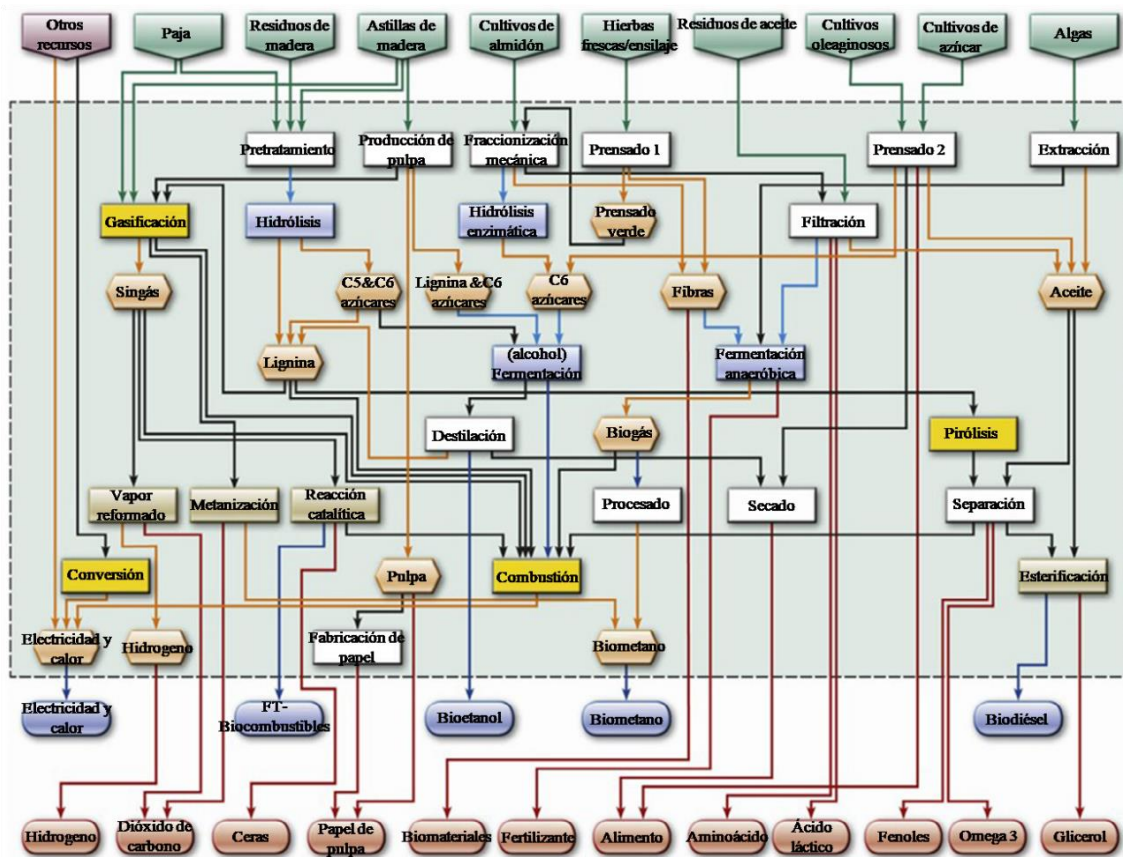 Otros
recursos
Paja
Residuos de
madera
Astillas de
madera
Cultivos de
almidón
Hierbas
frescas/ensilaje
Residuos de aceite
Cultivos
oleaginosos
Cultivos de
azúcar
Algas
Pretratamiento
Producción de
pulpa
Fraccionización
mecánica
Prensado 1
Prensado 2
Extracción
Gasificación
Hidrólisis
Hidrólisis
enzimática
Prensado
verde
Filtración
Singás
C5&C6
azúcares
Lignina &C6
azúcares
C6
azúcares
Fibras
Aceite
Lignina
(alcohol)
Fermentación
Fermentación
anaeróbica
Destilación
Biogás
Pirólisis
Vapor
reformado
Metanización
Reacción
catalítica
Procesado
Secado
Separación
Conversión
Pulpa
Combustión
Esterificación
Electricidad y
calor
Hidrogeno
Fabricación de
papel
Biometano
Electricidad y
calor
FT-
Biocombustibles
Bioetanol
Biometano
Biodiésel
Hidrogeno
Dióxido de
carbono
Ceras
Papel de
pulpa
Biomateriales
Fertilizante
Alimento
Aminoácido
Ácido
láctico
Fenoles
Omega 3
Glicerol